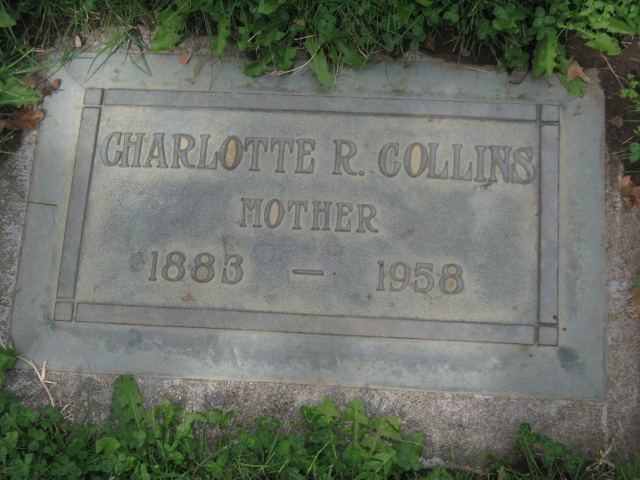 CHARLOTTE R. COLLINS
MOTHER
1883 — 1958